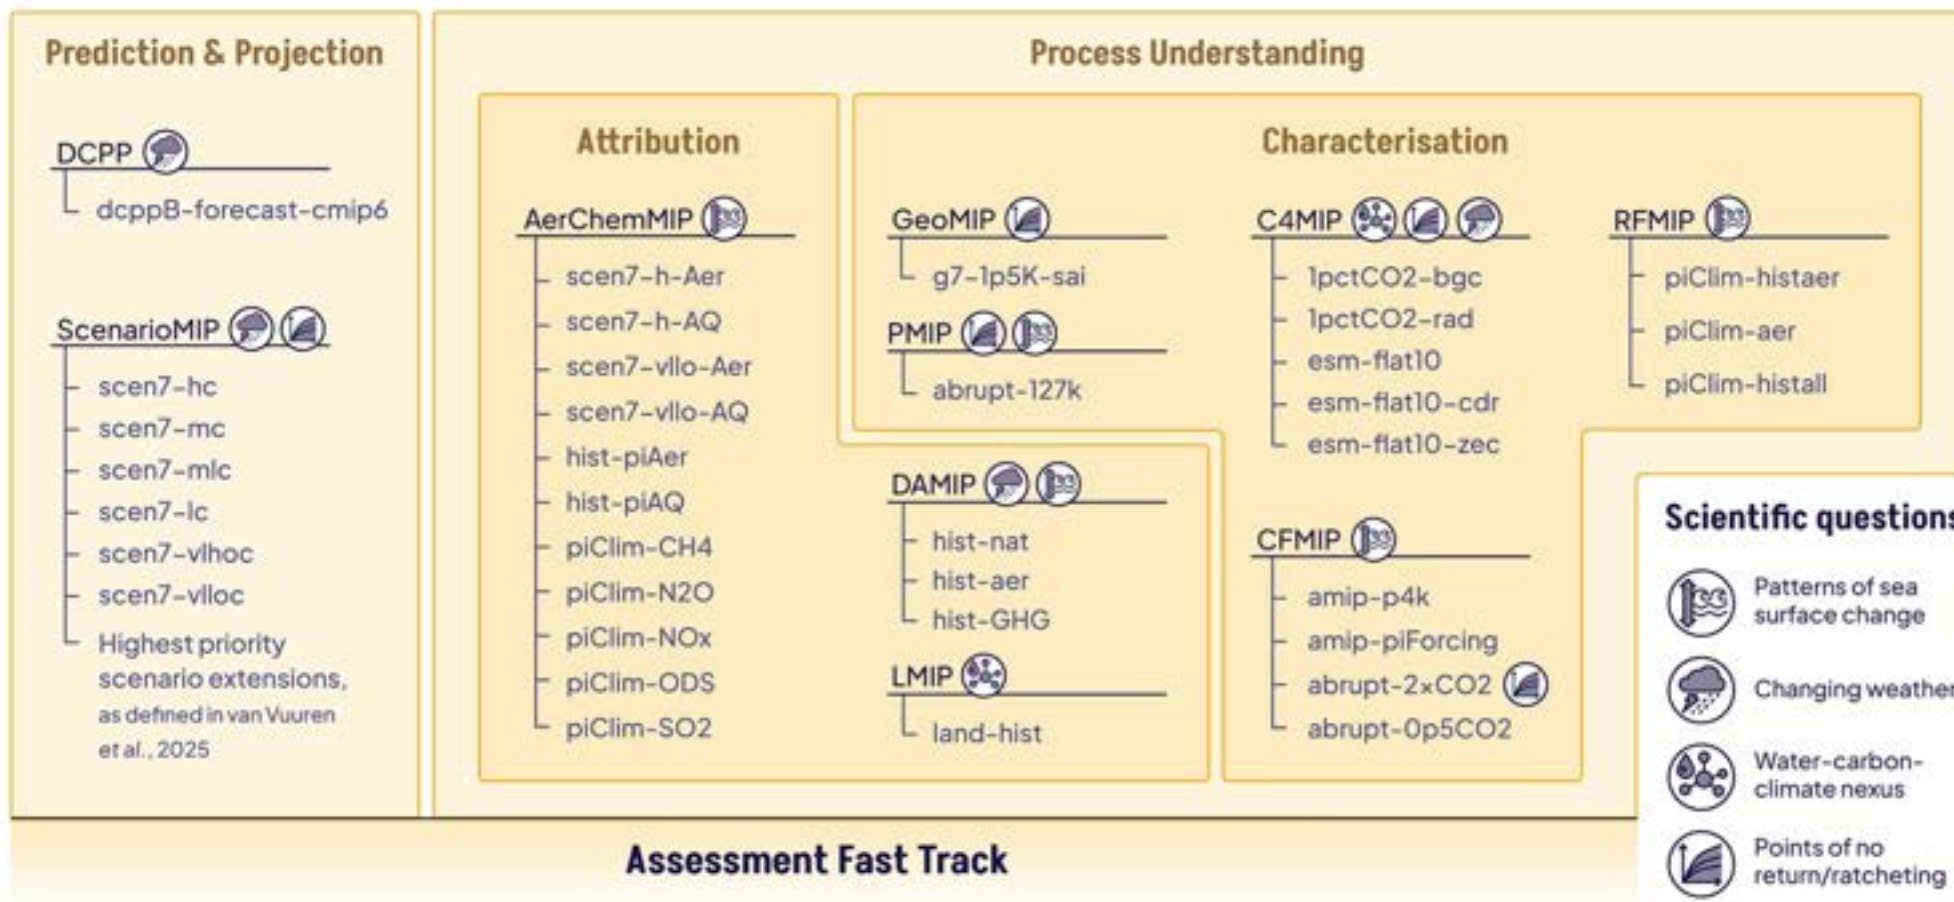 Prediction & Projection
DCPP
dcppB-forecast-cmip6
ScenarioMIP
scen7-hc
scen7-mc
scen7-mlc
scen7-lc
scen7-vlhoc
scen7-vlloc
Highest priority
scenario extensions,
as defined in van Vuuren
et al., 2025
Process Understanding
Attribution
AerChemMIP
scen7-h-Aer
scen7-h-AQ
scen7-vllo-Aer
scen7-vllo-AQ
hist-piAer
hist-piAQ
piClim-CH4
piClim-N2O
piClim-NOx
piClim-ODS
piClim-SO2
DAMIP
hist-nat
hist-aer
hist-GHG
LMIP
land-hist
Characterisation
GeoMIP
g7-1p5K-sai
PMIP
abrupt-127k
C4MIP
1pctCO2-bgc
1pctCO2-rad
esm-flat10
esm-flat10-cdr
esm-flat10-zec
CFMIP
amip-p4k
amip-piForcing
abrupt-2xCO2
abrupt-0p5CO2
RFMIP
piClim-histaer
piClim-aer
piClim-histall
Scientific questions
Patterns of sea
surface change
Changing weather
Water-carbon-
climate nexus
Points of no
return/ratcheting
Assessment Fast Track